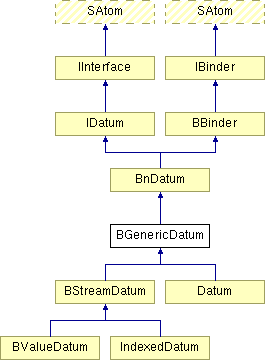 SAtom SAtom
IInterface IBinder
IDatum BBinder
BnDatum
BGenericDatum
BStreamDatum Datum
BValueDatum IndexedDatum